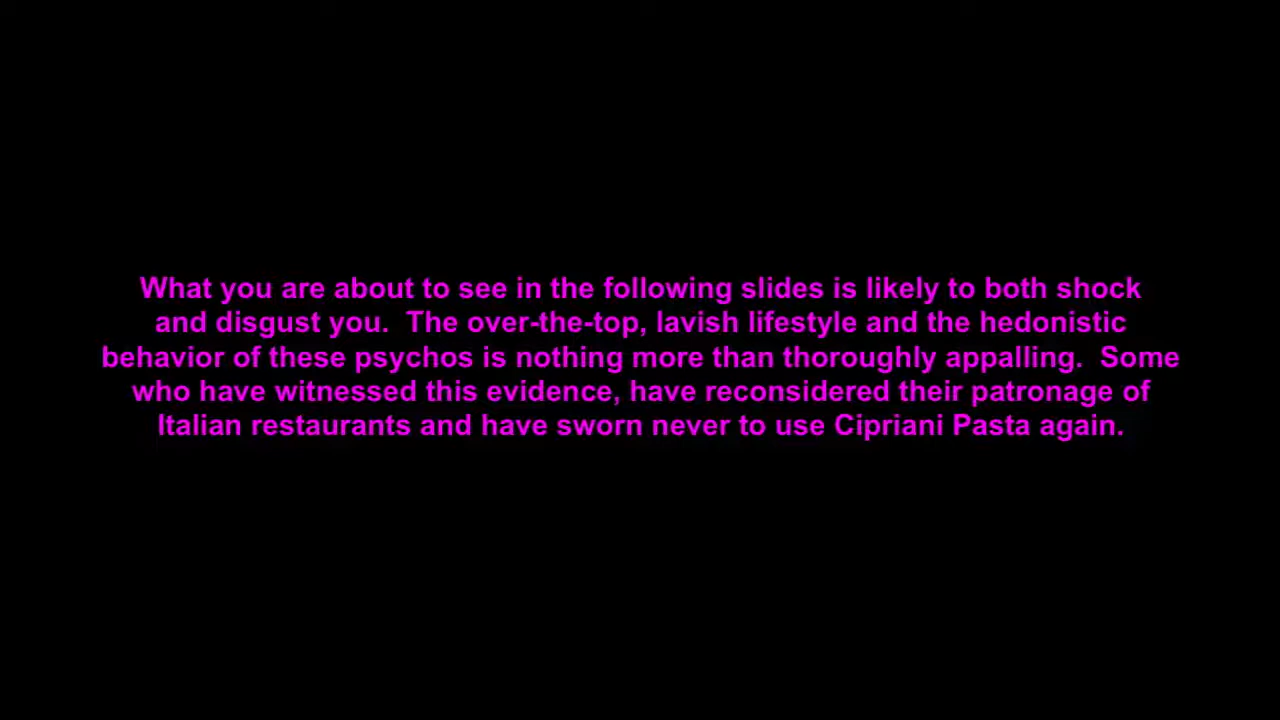 What you are about to see in the following slides is likely to both shock
and disgust you.  The over-the-top, lavish lifestyle and the hedonistic
behavior of these psychos is nothing more than thoroughly appalling.  Some
who have witnessed this evidence, have reconsidered their patronage of
Italian restaurants and have sworn never to use Cipriani Pasta again.